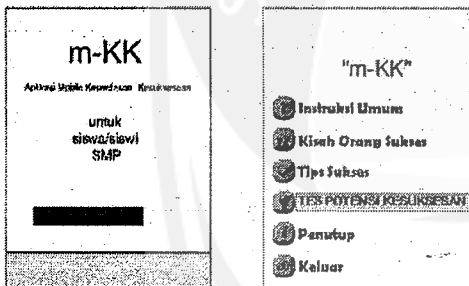 m-KK
Aplikasi Mobile Kesuksesan
untuk
siswa/siswi
SMP
"m-KK"
Instruksi Umum
Kisah Orang Sukses
Tips Sukses
TES POTENSI KESUKSESAN
Penutup
Keluar